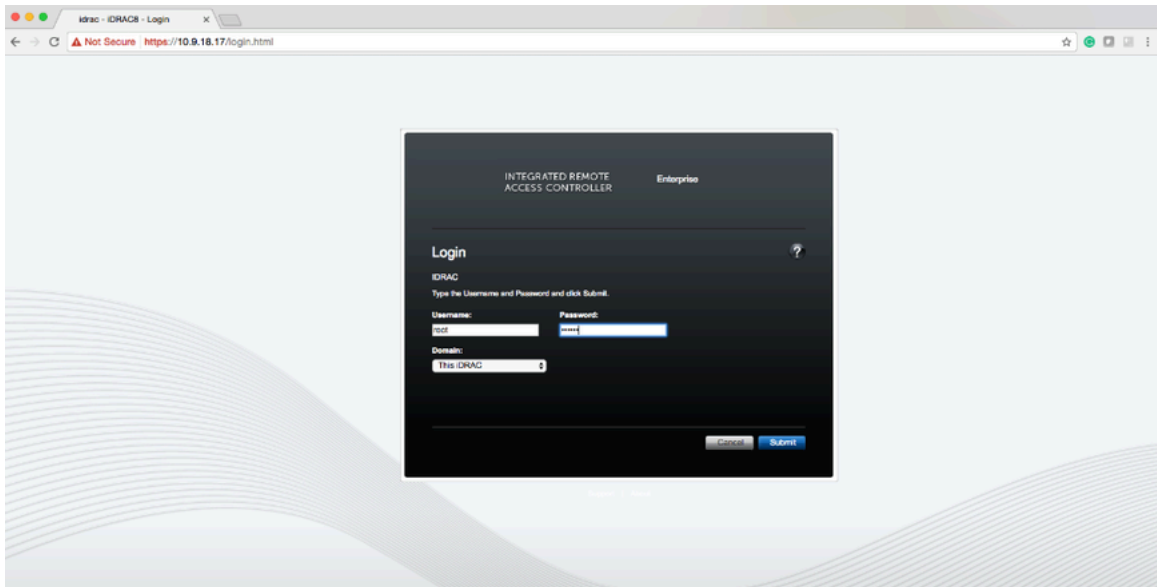 idrac - iDRAC8 - Login
Not Secure https://10.9.18.17/login.html
INTEGRATED REMOTE Enterprise
ACCESS CONTROLLER
Login
?
IDRAC
Type the Username and Password and click Submit.
Username: Password:
root ••••••
Domain:
This iDRAC
Cancel Submit